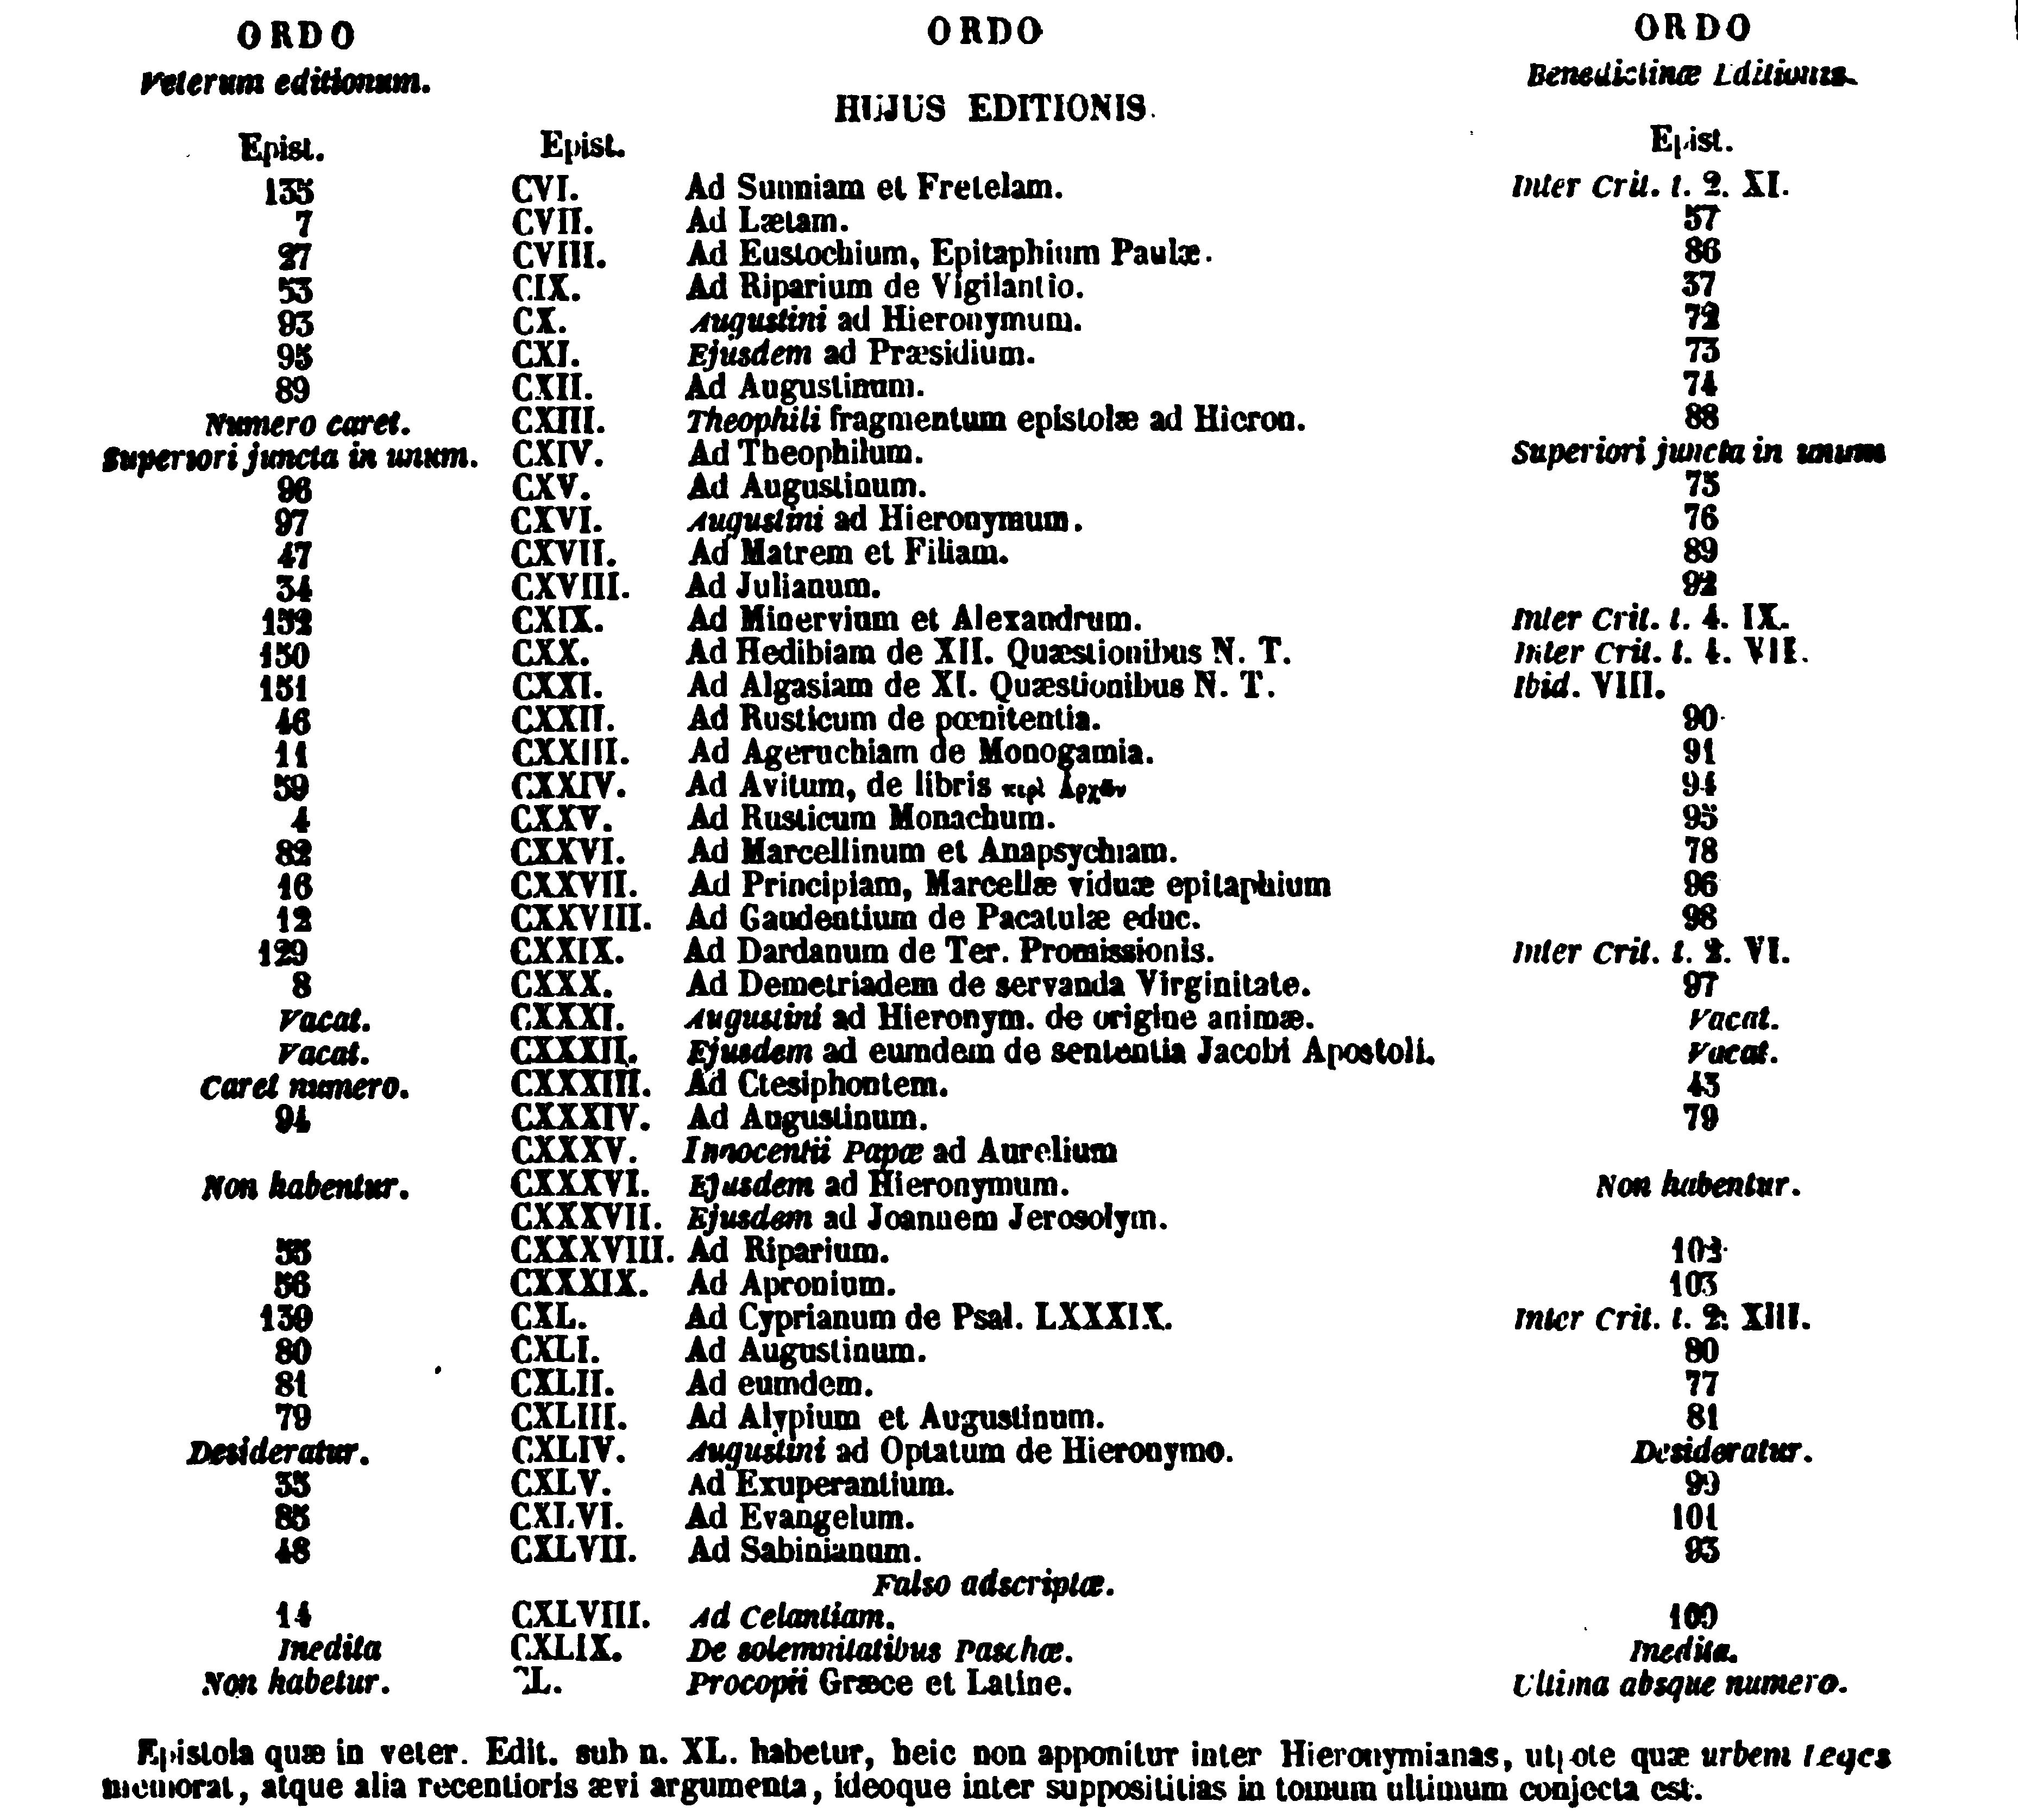 ORDO ORDO ORDO
Veterum editionum. HUJUS EDITIONIS. Benedictinæ Editionis.
Epist. Epist. Epist.
135 CVI. Ad Sunniam et Fretelam. Inter Crit. t. 2. XI.
7 CVII. Ad Lætam. 57
27 CVIII. Ad Eustochium, Epitaphium Paulæ. 86
53 CIX. Ad Riparium de Vigilantio. 37
93 CX. Augustini ad Hieronymum. 72
95 CXI. Ejusdem ad Præsidium. 73
89 CXII. Ad Augustinum. 74
Numero caret. CXIII. Theophili fragmentum epistolæ ad Hieron. 88
Superiori juncta in unum. CXIV. Ad Theophilum. Superiori juncta in unum
96 CXV. Ad Augustinum. 75
97 CXVI. Augustini ad Hieronymum. 76
47 CXVII. Ad Matrem et Filiam. 89
34 CXVIII. Ad Julianum. 92
152 CXIX. Ad Minervium et Alexandrum. Inter Crit. t. 4. IX.
150 CXX. Ad Hedibiam de XII. Quæstionibus N. T. Inter Crit. t. 4. VII.
151 CXXI. Ad Algasiam de XI. Quæstionibus N. T. Ibid. VIII.
46 CXXII. Ad Rusticum de pœnitentia. 90
11 CXXIII. Ad Ageruchiam de Monogamia. 91
59 CXXIV. Ad Avitum, de libris περὶ Ἀρχῶν 94
4 CXXV. Ad Rusticum Monachum. 95
82 CXXVI. Ad Marcellinum et Anapsychiam. 78
16 CXXVII. Ad Principiam, Marcellæ viduæ epitaphium 96
12 CXXVIII. Ad Gaudentium de Pacatulæ educ. 98
129 CXXIX. Ad Dardanum de Ter. Promissionis. Inter Crit. t. 2. VI.
8 CXXX. Ad Demetriadem de servanda Virginitate. 97
Vacat. CXXXI. Augustini ad Hieronym. de origine animæ. Vacat.
Vacat. CXXXII. Ejusdem ad eumdem de sententia Jacobi Apostoli. Vacat.
Caret numero. CXXXIII. Ad Ctesiphontem. 43
94 CXXXIV. Ad Augustinum. 79
CXXXV. Innocentii Papæ ad Aurelium
Non habentur. CXXXVI. Ejusdem ad Hieronymum. Non habentur.
CXXXVII. Ejusdem ad Joannem Jerosolym.
55 CXXXVIII. Ad Riparium. 102
56 CXXXIX. Ad Apronium. 103
139 CXL. Ad Cyprianum de Psal. LXXXIX. Inter Crit. t. 2. XIII.
80 CXLI. Ad Augustinum. 80
81 CXLII. Ad eumdem. 77
79 CXLIII. Ad Alypium et Augustinum. 81
Desideratur. CXLIV. Augustini ad Optatum de Hieronymo. Desideratur.
35 CXLV. Ad Exuperantium. 99
85 CXLVI. Ad Evangelum. 101
48 CXLVII. Ad Sabinianum. 93
Falso adscriptæ.
14 CXLVIII. Ad Celantiam. 109
Inedita CXLIX. De solemnitatibus Paschæ. Inedita.
Non habetur. CL. Procopii Græce et Latine. Ultima absque numero.
Epistola quæ in veter. Edit. sub n. XL. habetur, heic non apponitur inter Hieronymianas, utpote quæ urbem leges
memorat, atque alia recentioris ævi argumenta, ideoque inter supposititias in tomum ultimum conjecta est.